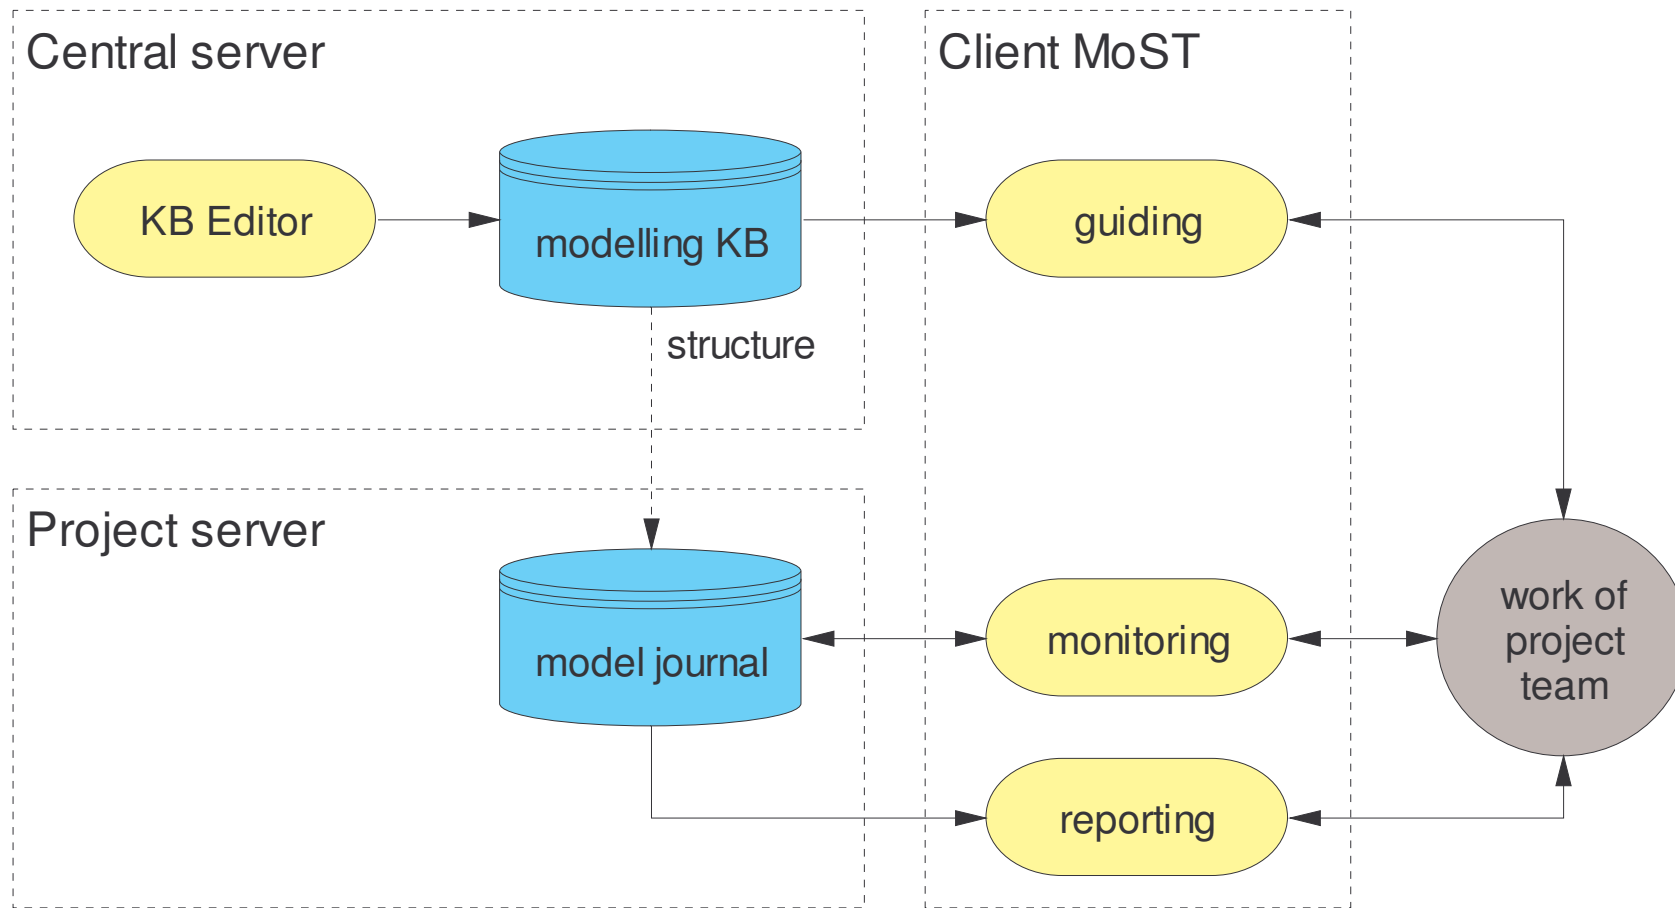 Central server
Client MoST
KB Editor
modelling KB
guiding
structure
Project server
model journal
monitoring
work of
project
team
reporting